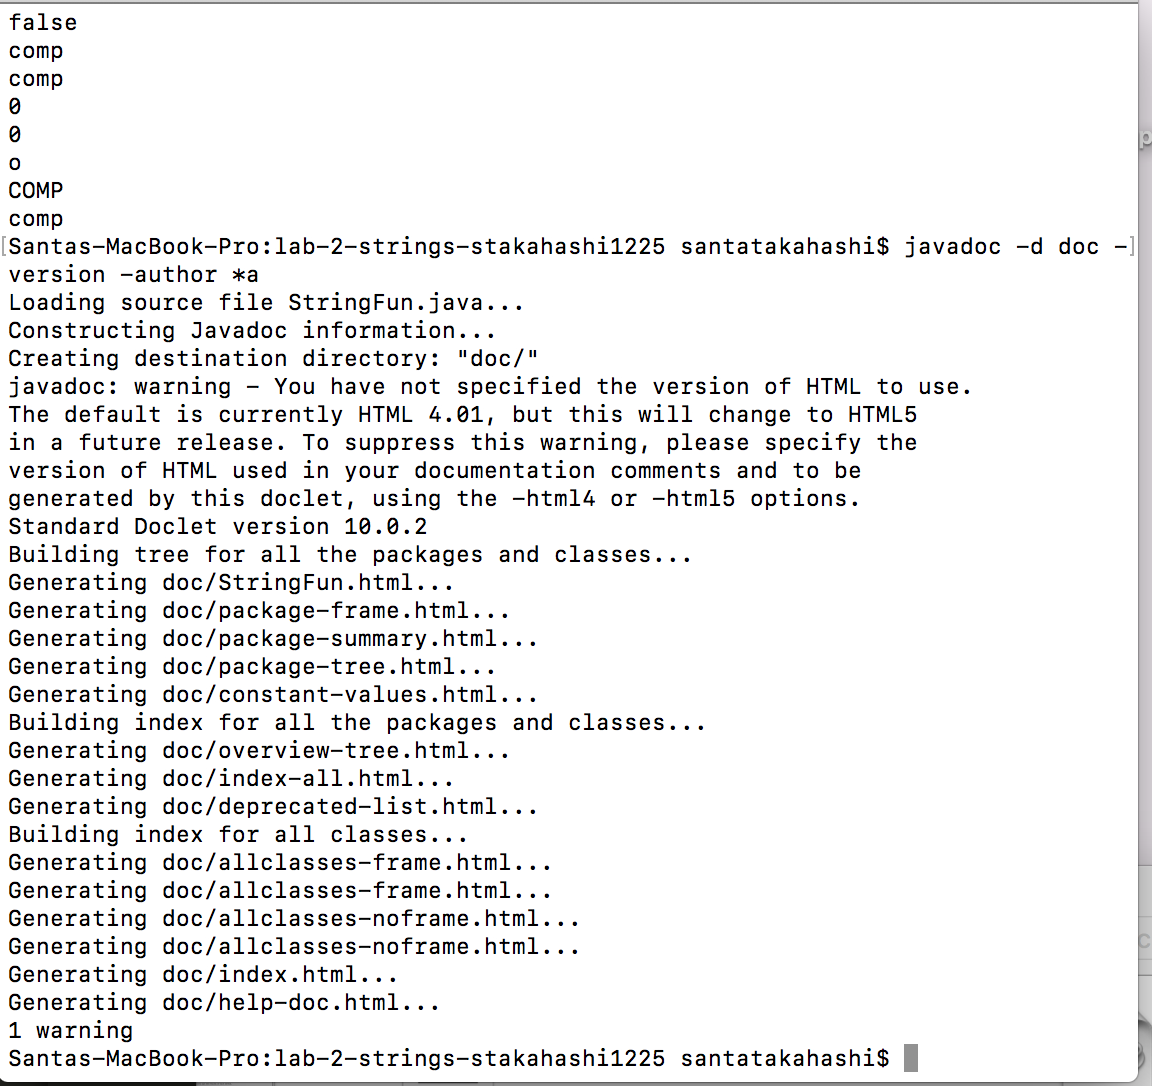 false
comp
comp
0
0
o
COMP
comp
[Santas-MacBook-Pro:lab-2-strings-stakahashi1225 santatakahashi$ javadoc -d doc -]
version -author *a
Loading source file StringFun.java...
Constructing Javadoc information...
Creating destination directory: "doc/"
javadoc: warning - You have not specified the version of HTML to use.
The default is currently HTML 4.01, but this will change to HTML5
in a future release. To suppress this warning, please specify the
version of HTML used in your documentation comments and to be
generated by this doclet, using the -html4 or -html5 options.
Standard Doclet version 10.0.2
Building tree for all the packages and classes...
Generating doc/StringFun.html...
Generating doc/package-frame.html...
Generating doc/package-summary.html...
Generating doc/package-tree.html...
Generating doc/constant-values.html...
Building index for all the packages and classes...
Generating doc/overview-tree.html...
Generating doc/index-all.html...
Generating doc/deprecated-list.html...
Building index for all classes...
Generating doc/allclasses-frame.html...
Generating doc/allclasses-frame.html...
Generating doc/allclasses-noframe.html...
Generating doc/allclasses-noframe.html...
Generating doc/index.html...
Generating doc/help-doc.html...
1 warning
Santas-MacBook-Pro:lab-2-strings-stakahashi1225 santatakahashi$